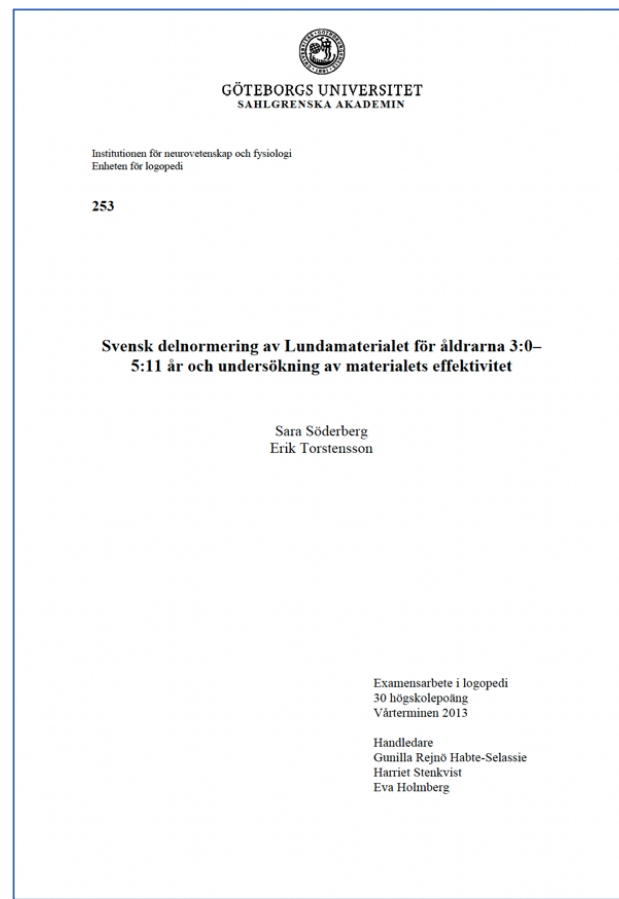 GÖTEBORGS UNIVERSITET
SAHLGRENSKA AKADEMIN
Institutionen för neurovetenskap och fysiologi
Enheten för logopedi
253
Svensk delnormering av Lundamaterialet för åldrarna 3:0–
5:11 år och undersökning av materialets effektivitet
Sara Söderberg
Erik Torstensson
Examensarbete i logopedi
30 högskolepoäng
Vårterminen 2013
Handledare
Gunilla Rejnö Habte-Selassie
Harriet Stenkvist
Eva Holmberg